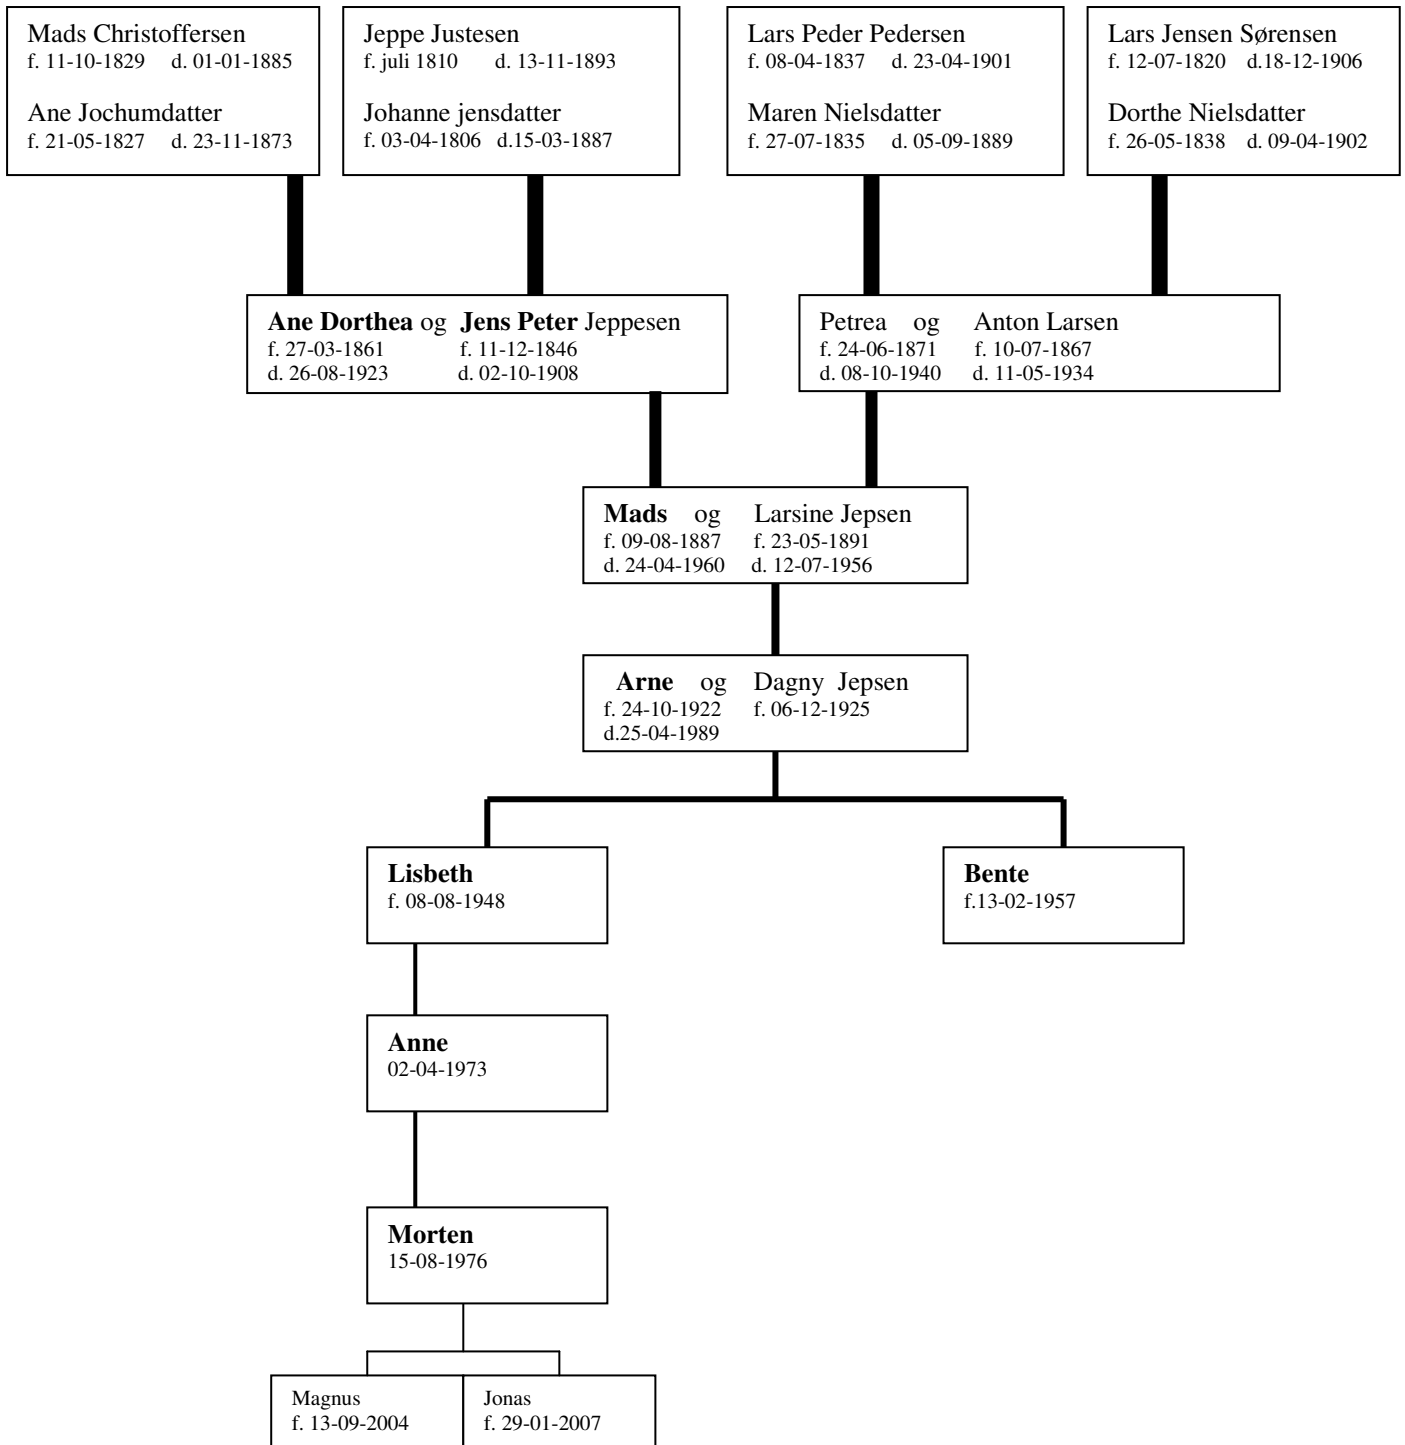 Mads Christoffersen
f. 11-10-1829 d. 01-01-1885
Ane Jochumdatter
f. 21-05-1827 d. 23-11-1873
Jeppe Justesen
f. juli 1810 d. 13-11-1893
Johanne jensdatter
f. 03-04-1806 d.15-03-1887
Lars Peder Pedersen
f. 08-04-1837 d. 23-04-1901
Maren Nielsdatter
f. 27-07-1835 d. 05-09-1889
Lars Jensen Sørensen
f. 12-07-1820 d.18-12-1906
Dorthe Nielsdatter
f. 26-05-1838 d. 09-04-1902
Ane Dorthea og Jens Peter Jeppesen
f. 27-03-1861 f. 11-12-1846
d. 26-08-1923 d. 02-10-1908
Petrea og Anton Larsen
f. 24-06-1871 f. 10-07-1867
d. 08-10-1940 d. 11-05-1934
Mads og Larsine Jepsen
f. 09-08-1887 f. 23-05-1891
d. 24-04-1960 d. 12-07-1956
Arne og Dagny Jepsen
f. 24-10-1922 f. 06-12-1925
d.25-04-1989
Lisbeth
f. 08-08-1948
Bente
f.13-02-1957
Anne
02-04-1973
Morten
15-08-1976
Magnus
f. 13-09-2004
Jonas
f. 29-01-2007